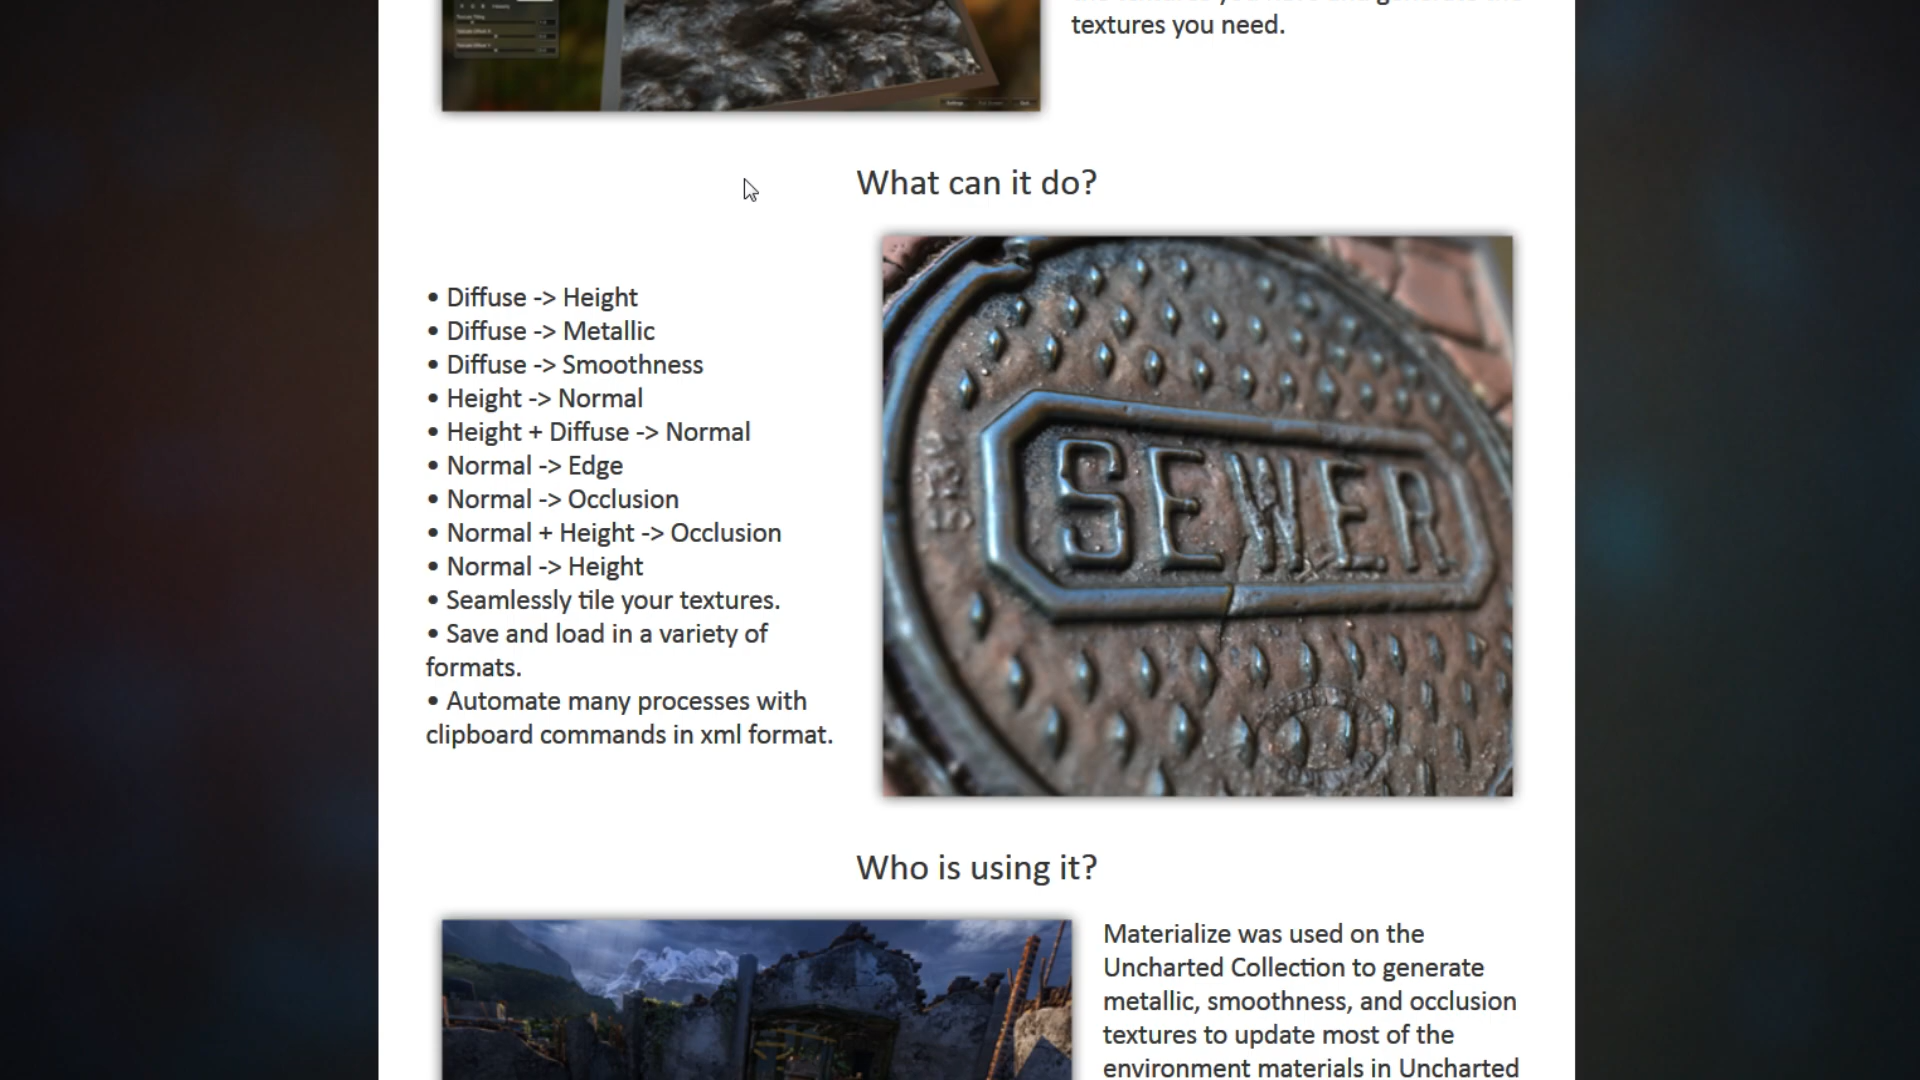 textures you need.
What can it do?
• Diffuse -> Height
• Diffuse -> Metallic
• Diffuse -> Smoothness
• Height -> Normal
• Height + Diffuse -> Normal
• Normal -> Edge
• Normal -> Occlusion
• Normal + Height -> Occlusion
• Normal -> Height
• Seamlessly tile your textures.
• Save and load in a variety of
formats.
• Automate many processes with
clipboard commands in xml format.
SEWER
Who is using it?
Materialize was used on the
Uncharted Collection to generate
metallic, smoothness, and occlusion
textures to update most of the
environment materials in Uncharted